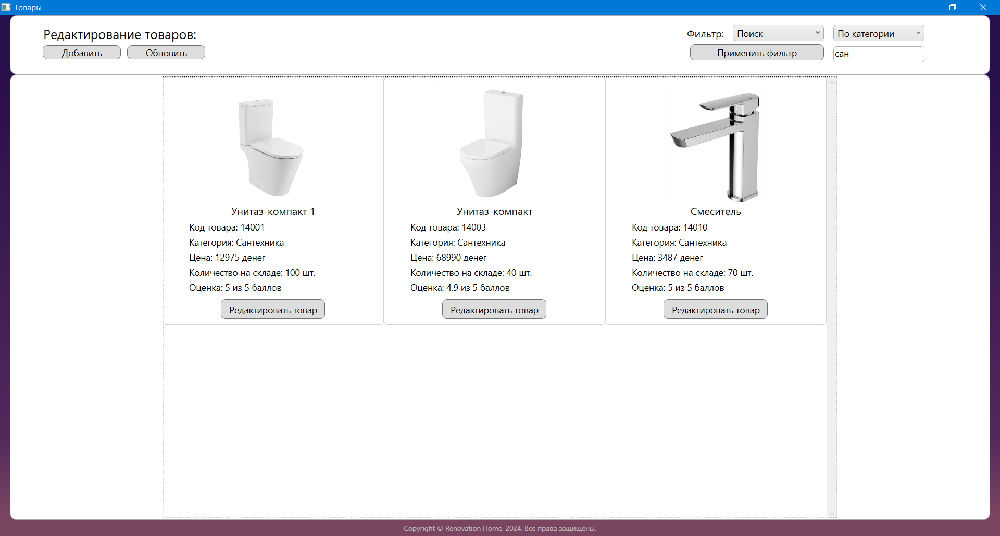 Товары
Редактирование товаров:
Добавить
Обновить
Фильтр:
Поиск
По категории
Применить фильтр
сан
Унитаз-компакт 1
Код товара: 14001
Категория: Сантехника
Цена: 12975 денег
Количество на складе: 100 шт.
Оценка: 5 из 5 баллов
Редактировать товар
Унитаз-компакт
Код товара: 14003
Категория: Сантехника
Цена: 68990 денег
Количество на складе: 40 шт.
Оценка: 4,9 из 5 баллов
Редактировать товар
Смеситель
Код товара: 14010
Категория: Сантехника
Цена: 3487 денег
Количество на складе: 70 шт.
Оценка: 5 из 5 баллов
Редактировать товар
Copyright © Renovation Home, 2024. Все права защищены.